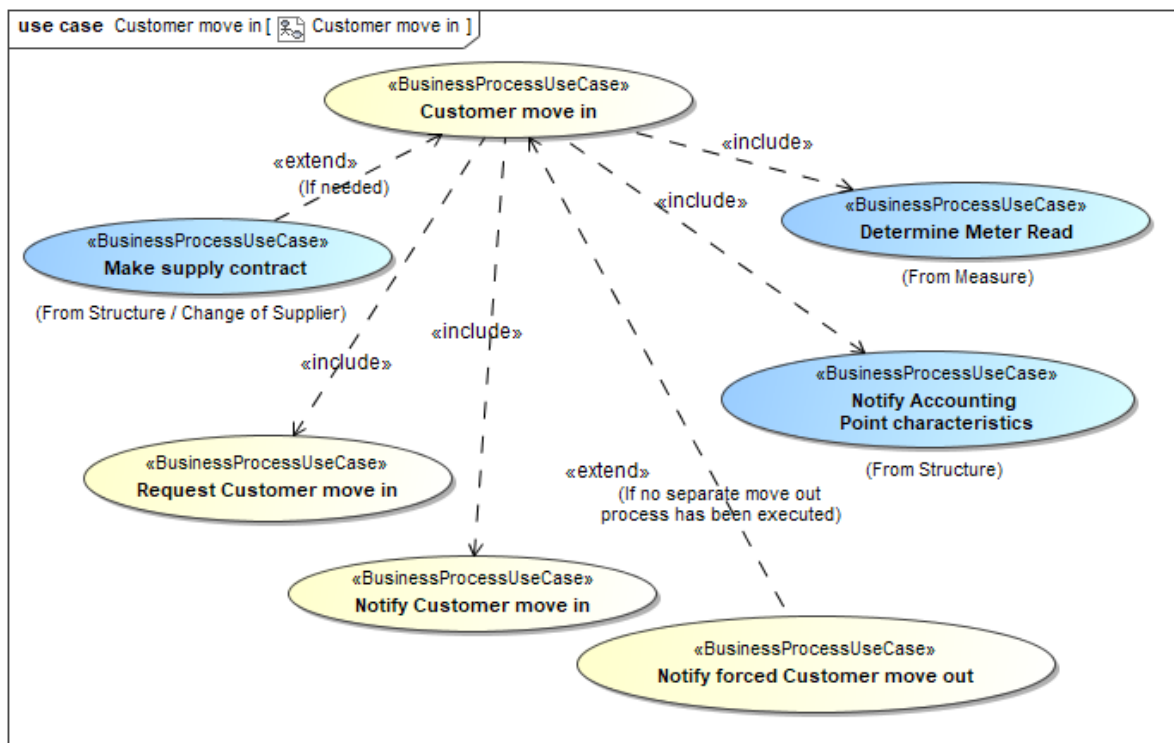 use case Customer move in [ Customer move in ]
«BusinessProcessUseCase»
Customer move in
«include»
«extend»
(If needed)
«include»
«BusinessProcessUseCase»
Determine Meter Read
(From Measure)
«BusinessProcessUseCase»
Make supply contract
(From Structure / Change of Supplier)
«include»
«include»
«BusinessProcessUseCase»
Notify Accounting
Point characteristics
(From Structure)
«BusinessProcessUseCase»
Request Customer move in
«extend»
(If no separate move out
process has been executed)
«BusinessProcessUseCase»
Notify Customer move in
«BusinessProcessUseCase»
Notify forced Customer move out